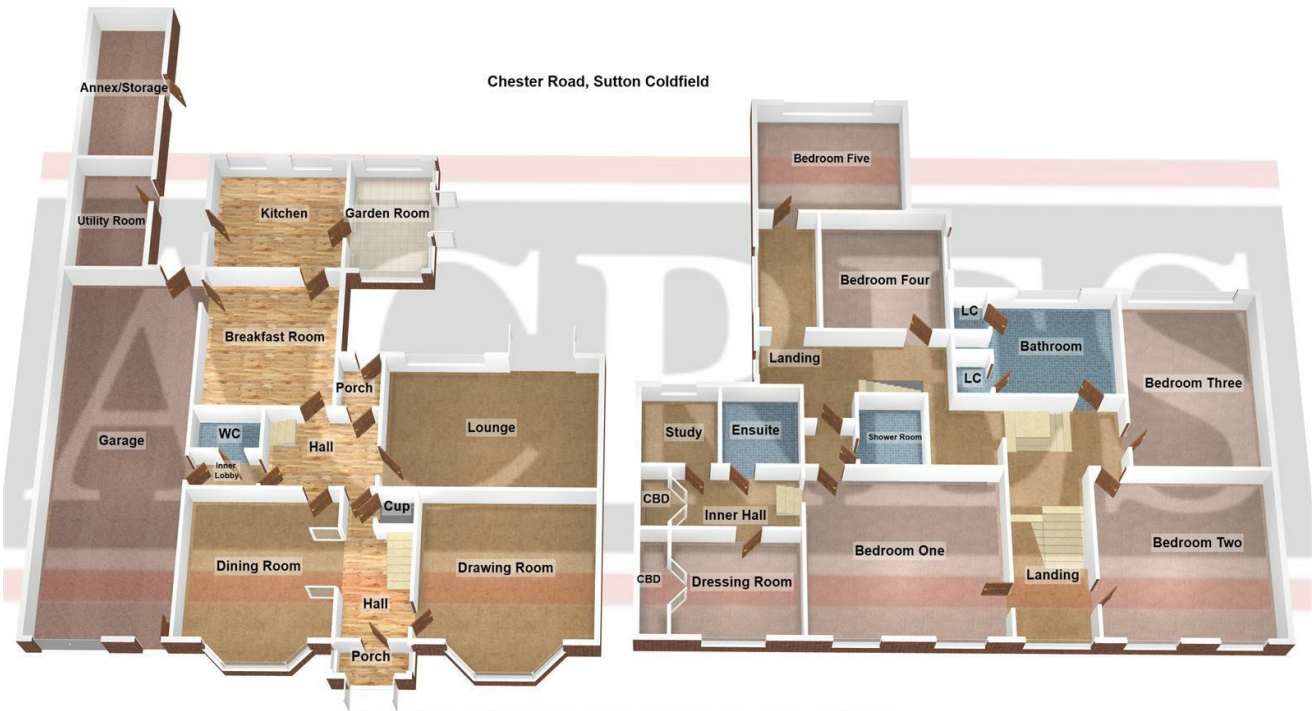 Chester Road, Sutton Coldfield
Annex/Storage
Utility Room
Kitchen
Garden Room
Breakfast Room
Porch
Garage
WC
Hall
Lounge
Inner
Lobby
Cup
Dining Room
Drawing Room
Hall
Porch
Bedroom Five
Bedroom Four
LC
Bathroom
LC
Landing
Bedroom Three
Study
Ensuite
Shower Room
CBD
Inner Hall
Bedroom One
Bedroom Two
CBD
Dressing Room
Landing
ACRES